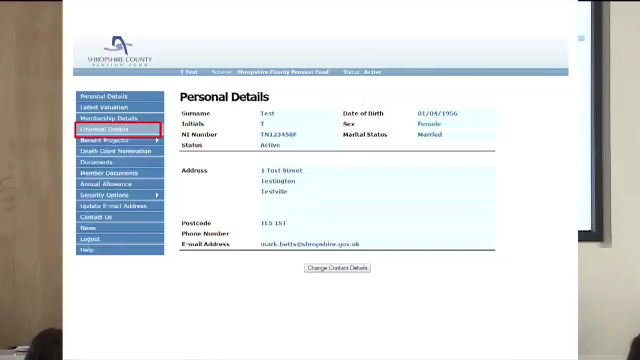 SHROPSHIRE COUNTY
PENSION FUND
T Test Scheme: Shropshire County Pension Fund Status: Active
Personal Details
Latest Valuation
Membership Details
Financial Details
Benefit Projector
Death Grant Nomination
Documents
Member Documents
Annual Allowance
Security Options
Update E-mail Address
Contact Us
News
Logout
Help
Personal Details
Surname Test Date of Birth 01/04/1956
Initials T Sex Female
NI Number TN123456F Marital Status Married
Status Active
Address 1 Test Street
Testington
Testville
Postcode TL5 1ST
Phone Number
E-mail Address mark.betts@shropshire.gov.uk
Change Contact Details